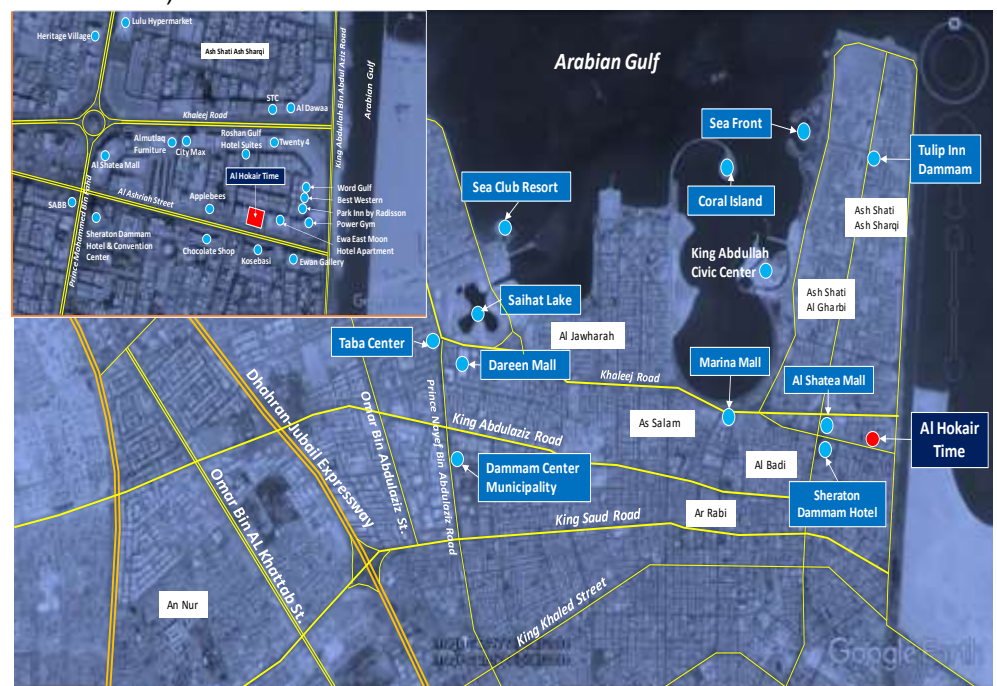 Lulu Hypermarket
Heritage Village
Ash Shati Ash Sharqi
King Abdullah Bin Abdul Aziz Road
Arabian Gulf
STC
Al Dawaa
Khaleej Road
Almutlaq
Furniture
City Max
Roshan Gulf
Hotel Suites
Twenty 4
Al Shatea Mall
Al Hokair Time
Al Ashriah Street
Applebees
Word Gulf
Best Western
Park Inn by Radisson
Power Gym
SABB
Prince Mohammed Bin Fahd
Sheraton Dammam
Hotel & Convention
Center
Chocolate Shop
Kosebasi
Ewa East Moon
Hotel Apartment
Ewan Gallery
Arabian Gulf
Sea Front
Tulip Inn
Dammam
Sea Club Resort
Coral Island
Ash Shati
Ash Sharqi
King Abdullah
Civic Center
Ash Shati
Al Gharbi
Saihat Lake
Al Jawharah
Taba Center
Dareen Mall
Marina Mall
Khaleej Road
Al Shatea Mall
Al Hokair
Time
As Salam
Dhahran-Jubail Expressway
Omar Bin Abdulaziz St.
Prince Nayef Bin Abdulaziz Road
King Abdulaziz Road
Al Badi
Dammam Center
Municipality
Sheraton
Dammam Hotel
Omar Bin AL Khattab St.
King Saud Road
Ar Rabi
An Nur
King Khaled Street
Google Earth